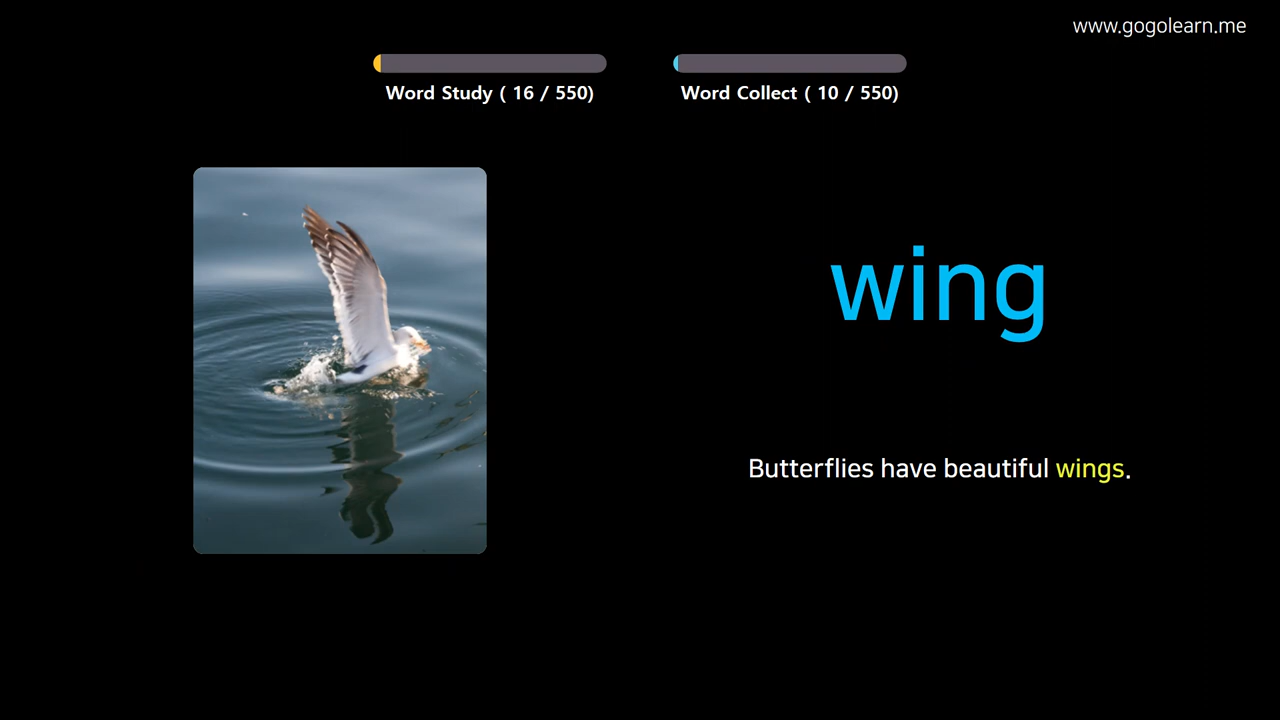 www.gogolearn.me
Word Study ( 16 / 550)
Word Collect ( 10 / 550)
wing
Butterflies have beautiful wings.